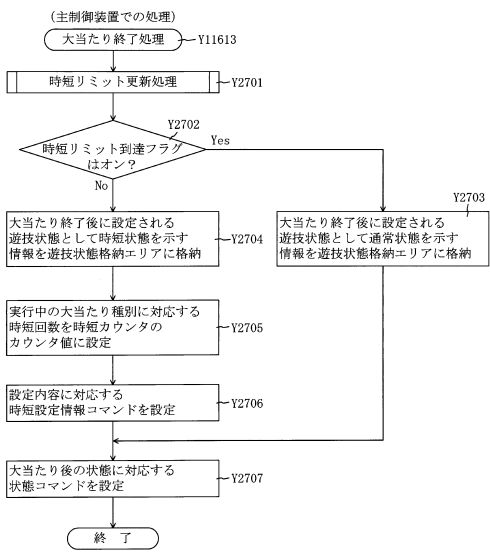 (主制御装置での処理)
大当たり終了処理
Y11613
時短リミット更新処理
Y2701
Y2702
時短リミット到達フラグ
はオン?
Yes
No
Y2703
大当たり終了後に設定される
遊技状態として時短状態を示す
情報を遊技状態格納エリアに格納
Y2704
大当たり終了後に設定される
遊技状態として通常状態を示す
情報を遊技状態格納エリアに格納
実行中の大当たり種別に対応する
時短回数を時短カウンタの
カウンタ値に設定
Y2705
設定内容に対応する
時短設定情報コマンドを設定
Y2706
大当たり後の状態に対応する
状態コマンドを設定
Y2707
終 了